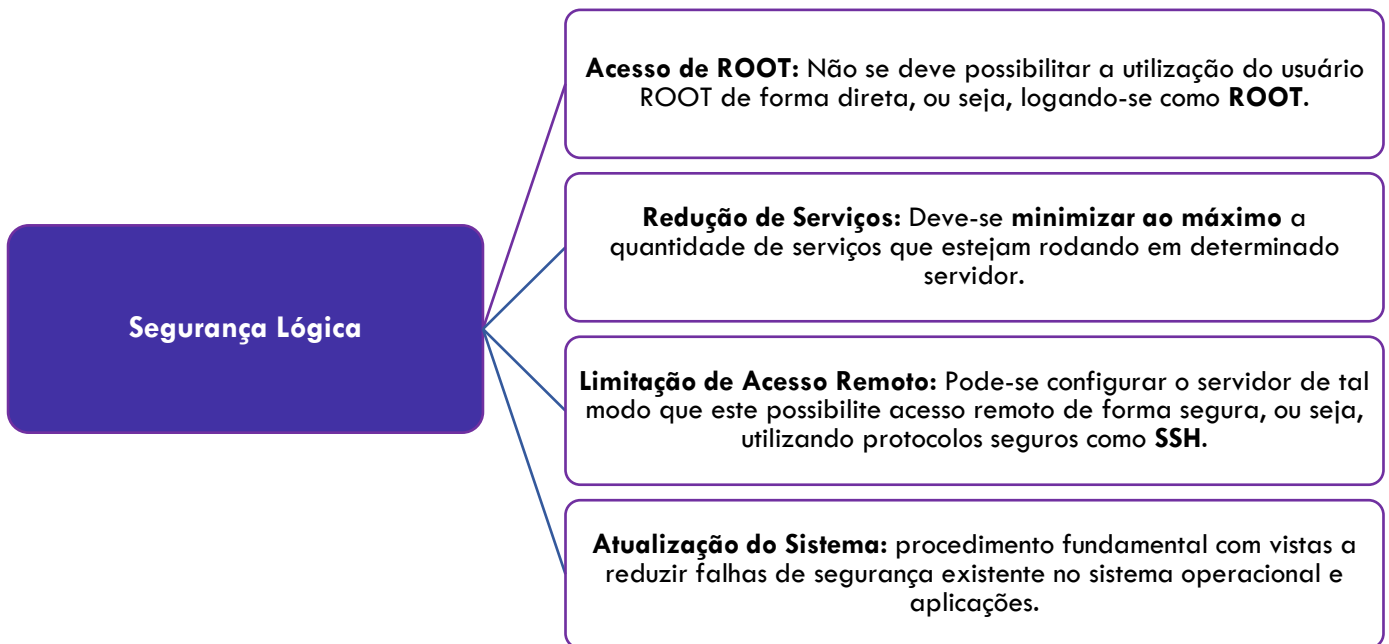 Segurança Lógica
Acesso de ROOT: Não se deve possibilitar a utilização do usuário
ROOT de forma direta, ou seja, logando-se como ROOT.
Redução de Serviços: Deve-se minimizar ao máximo a
quantidade de serviços que estejam rodando em determinado
servidor.
Limitação de Acesso Remoto: Pode-se configurar o servidor de tal
modo que este possibilite acesso remoto de forma segura, ou seja,
utilizando protocolos seguros como SSH.
Atualização do Sistema: procedimento fundamental com vistas a
reduzir falhas de segurança existente no sistema operacional e
aplicações.